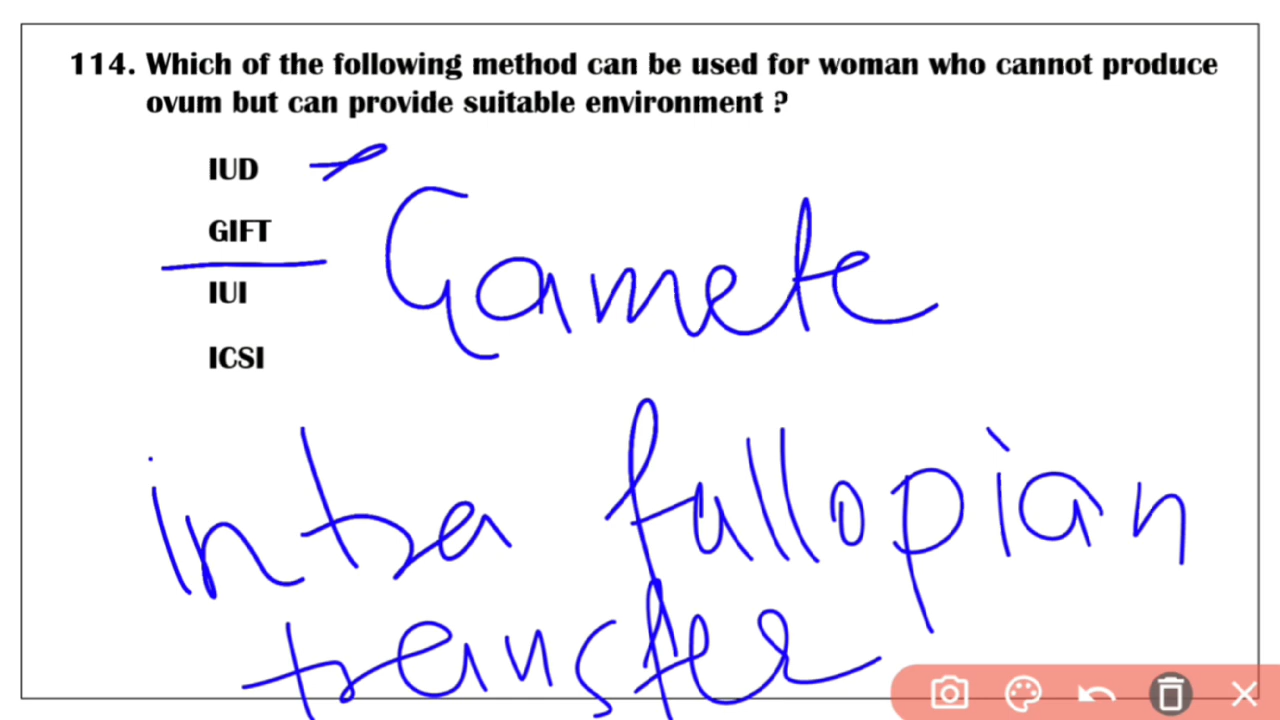 114. Which of the following method can be used for woman who cannot produce
ovum but can provide suitable environment ?
IUD
GIFT
IUI
ICSI
Gamete
intra fallopian
transfer